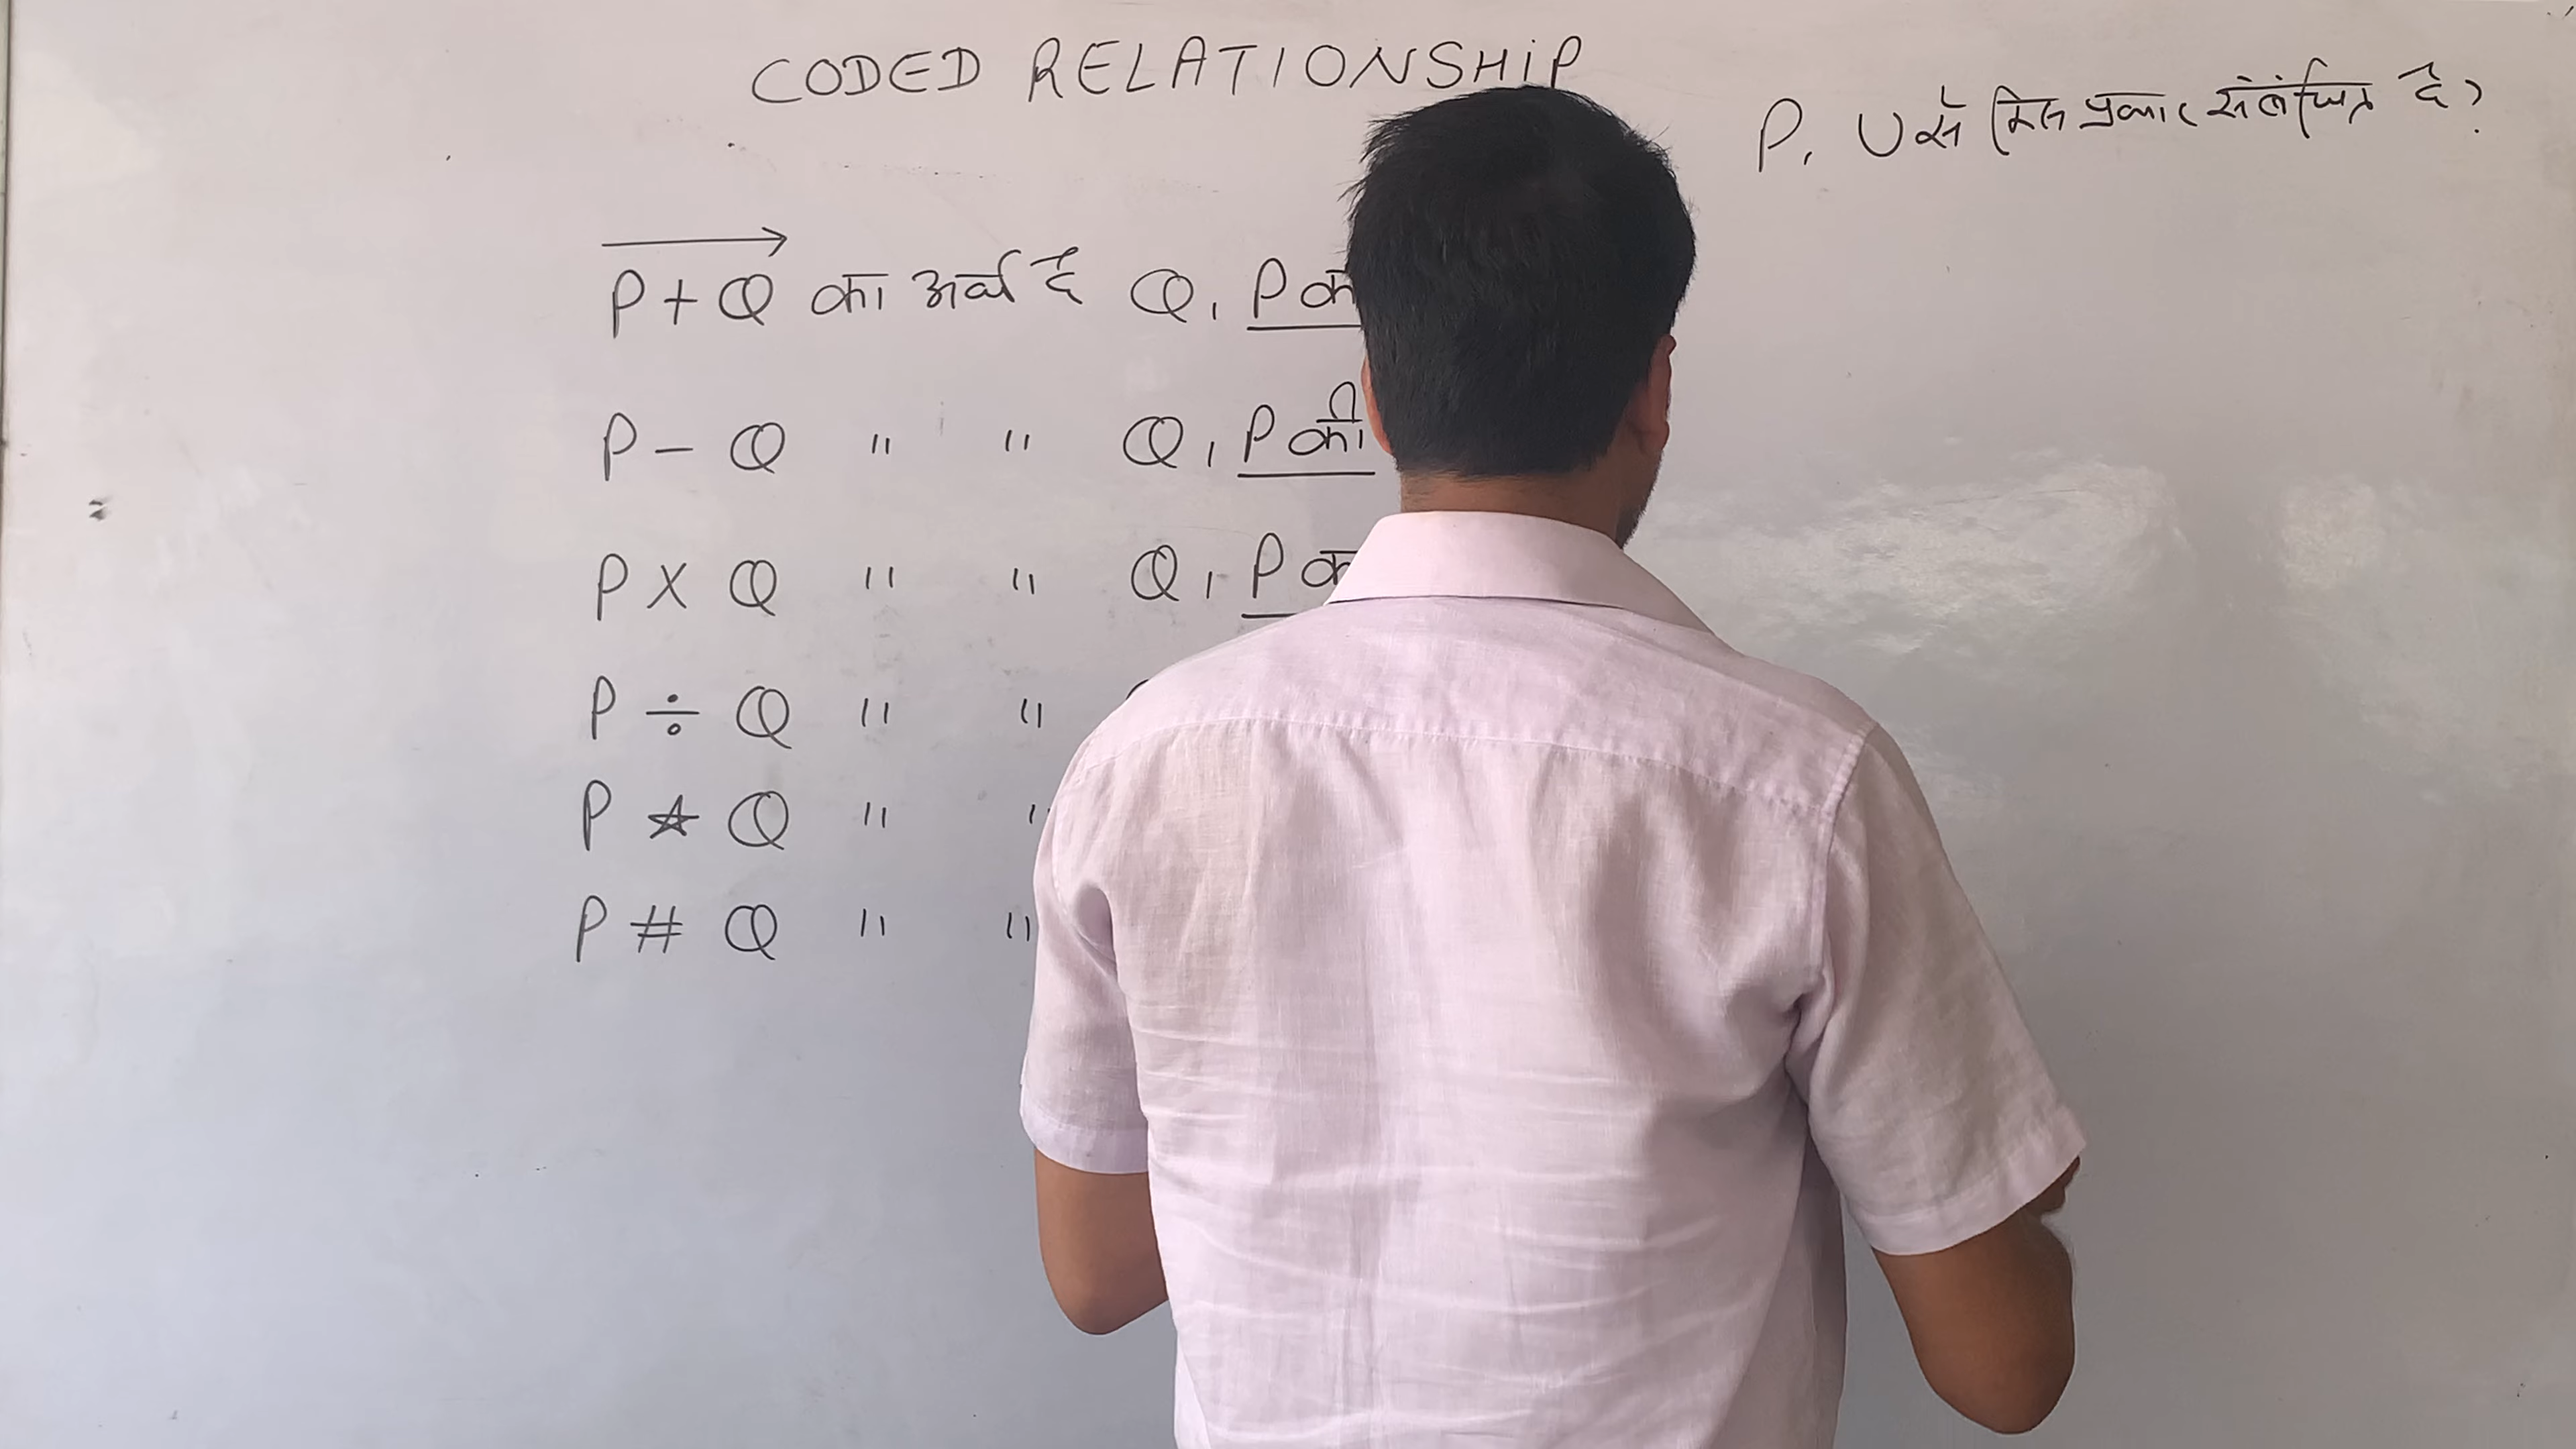 CODED RELATIONSHIP
P, U से किस प्रकार संबंधित है?
P + Q का अर्थ है Q, P का
P - Q " " Q, P की
P X Q " " Q, P
P ÷ Q " "
P ☆ Q " "
P # Q " "